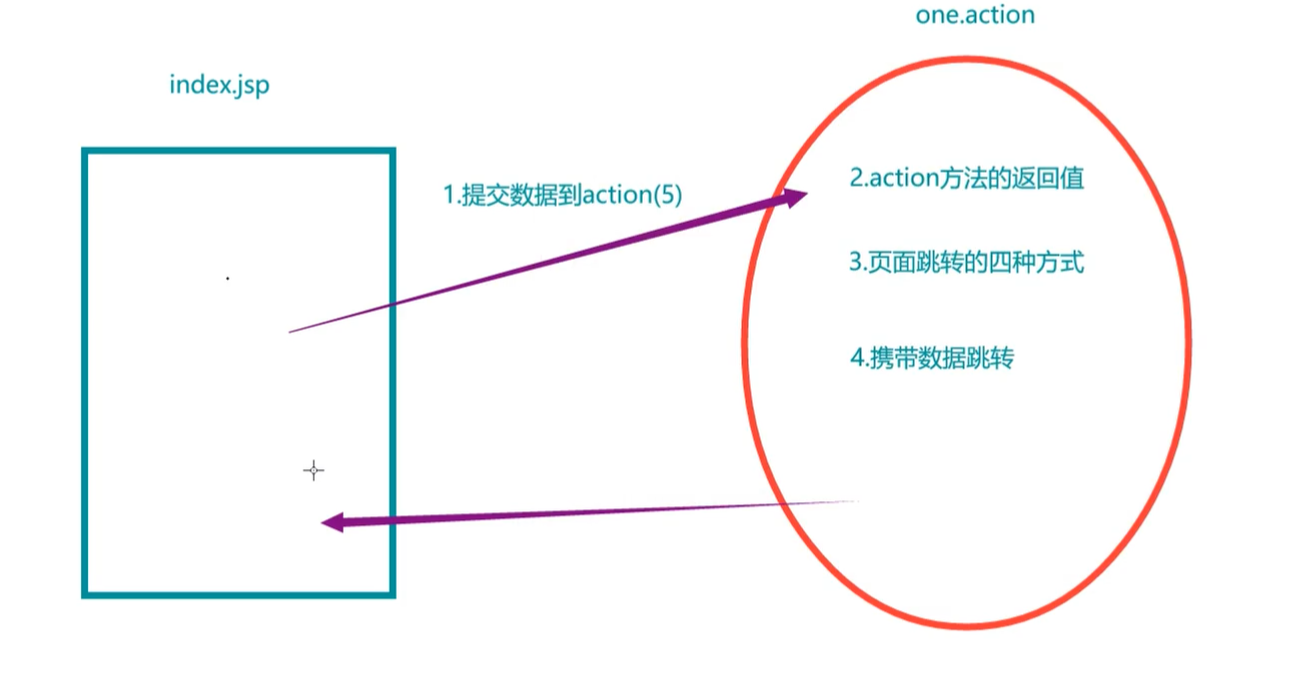 one.action
index.jsp
1.提交数据到action(5)
2.action方法的返回值
3.页面跳转的四种方式
4.携带数据跳转